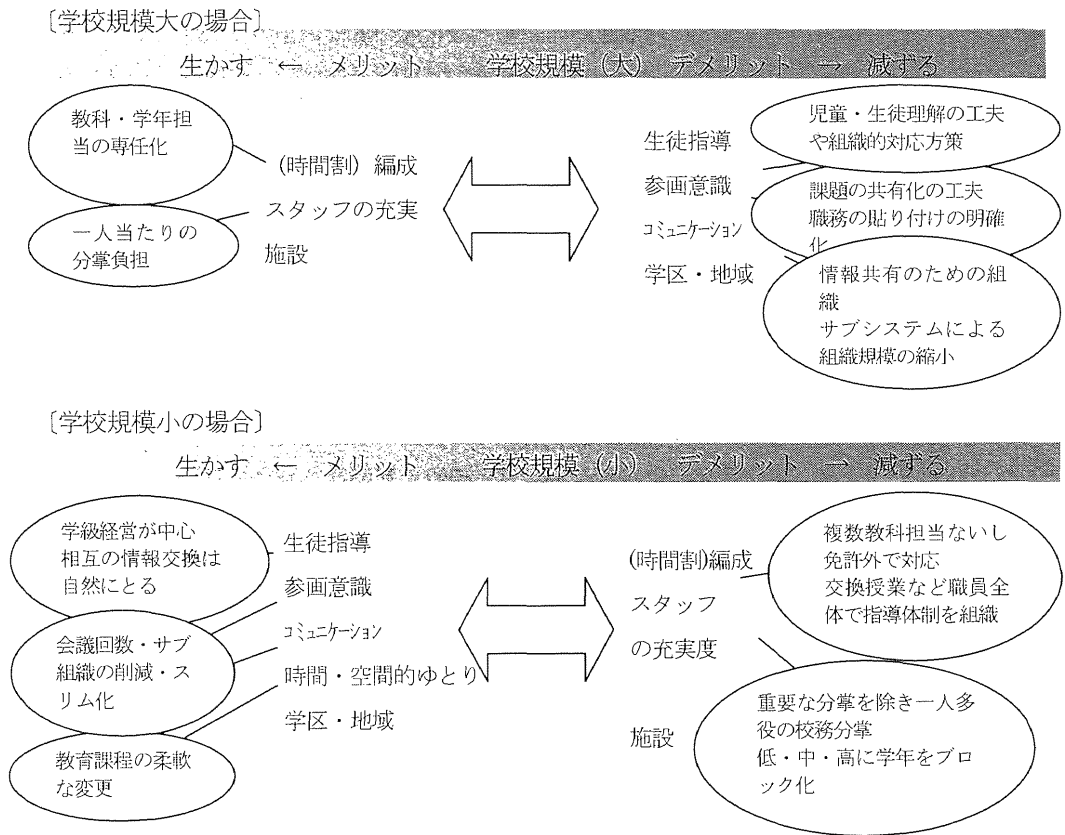 〔学校規模大の場合〕
生かす ← メリット 学校規模（大） デメリット → 減ずる
教科・学年担
当の専任化
一人当たりの
分掌負担
(時間割）編成
スタッフの充実
施設
生徒指導
参画意識
コミュニケーション
学区・地域
児童・生徒理解の工夫
や組織的対応方策
課題の共有化の工夫
職務の貼り付けの明確
化
情報共有のための組
織
サブシステムによる
組織規模の縮小
〔学校規模小の場合〕
生かす ← メリット 学校規模（小） デメリット → 減ずる
学級経営が中心
相互の情報交換は
自然にとる
会議回数・サブ
組織の削減・ス
リム化
教育課程の柔軟
な変更
生徒指導
参画意識
コミュニケーション
時間・空間的ゆとり
学区・地域
(時間割)編成
スタッフ
の充実度
施設
複数教科担当ないし
免許外で対応
交換授業など職員全
体で指導体制を組織
重要な分掌を除き一人多
役の校務分掌
低・中・高に学年をブロ
ック化